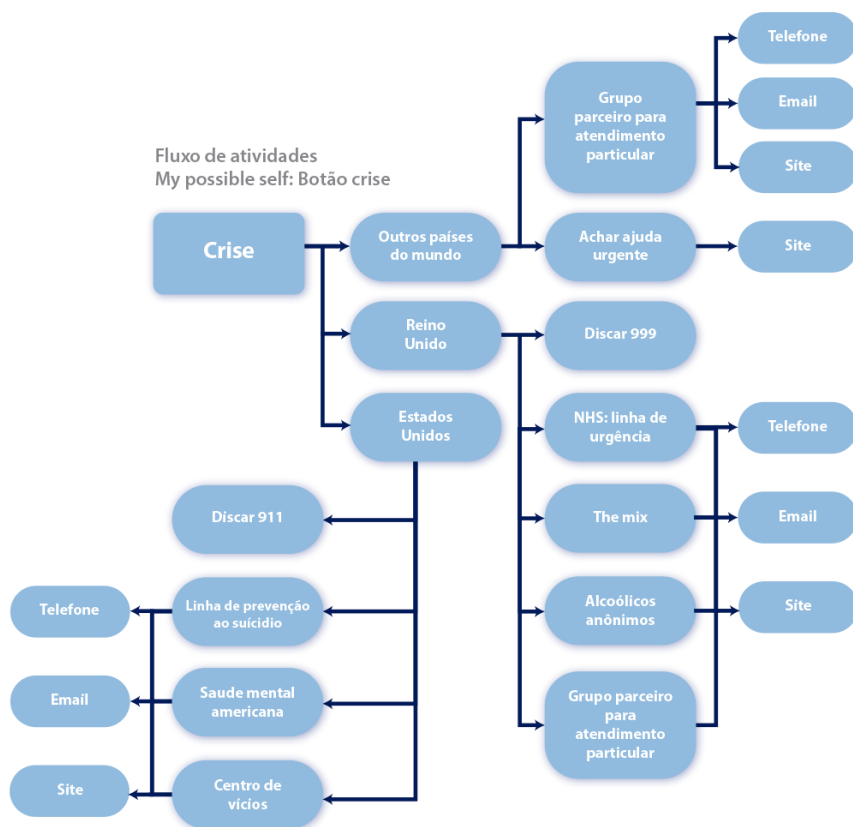 Telefone
Grupo
parceiro para
atendimento
particular
Email
Site
Fluxo de atividades
My possible self: Botão crise
Crise
Outros países
do mundo
Achar ajuda
urgente
Site
Reino
Unido
Discar 999
Estados
Unidos
NHS: linha de
urgência
Telefone
Discar 911
The mix
Email
Telefone
Linha de prevenção
ao suícidio
Alcoólicos
anônimos
Site
Email
Saude mental
americana
Grupo parceiro
para
atendimento
particular
Site
Centro de
vícios